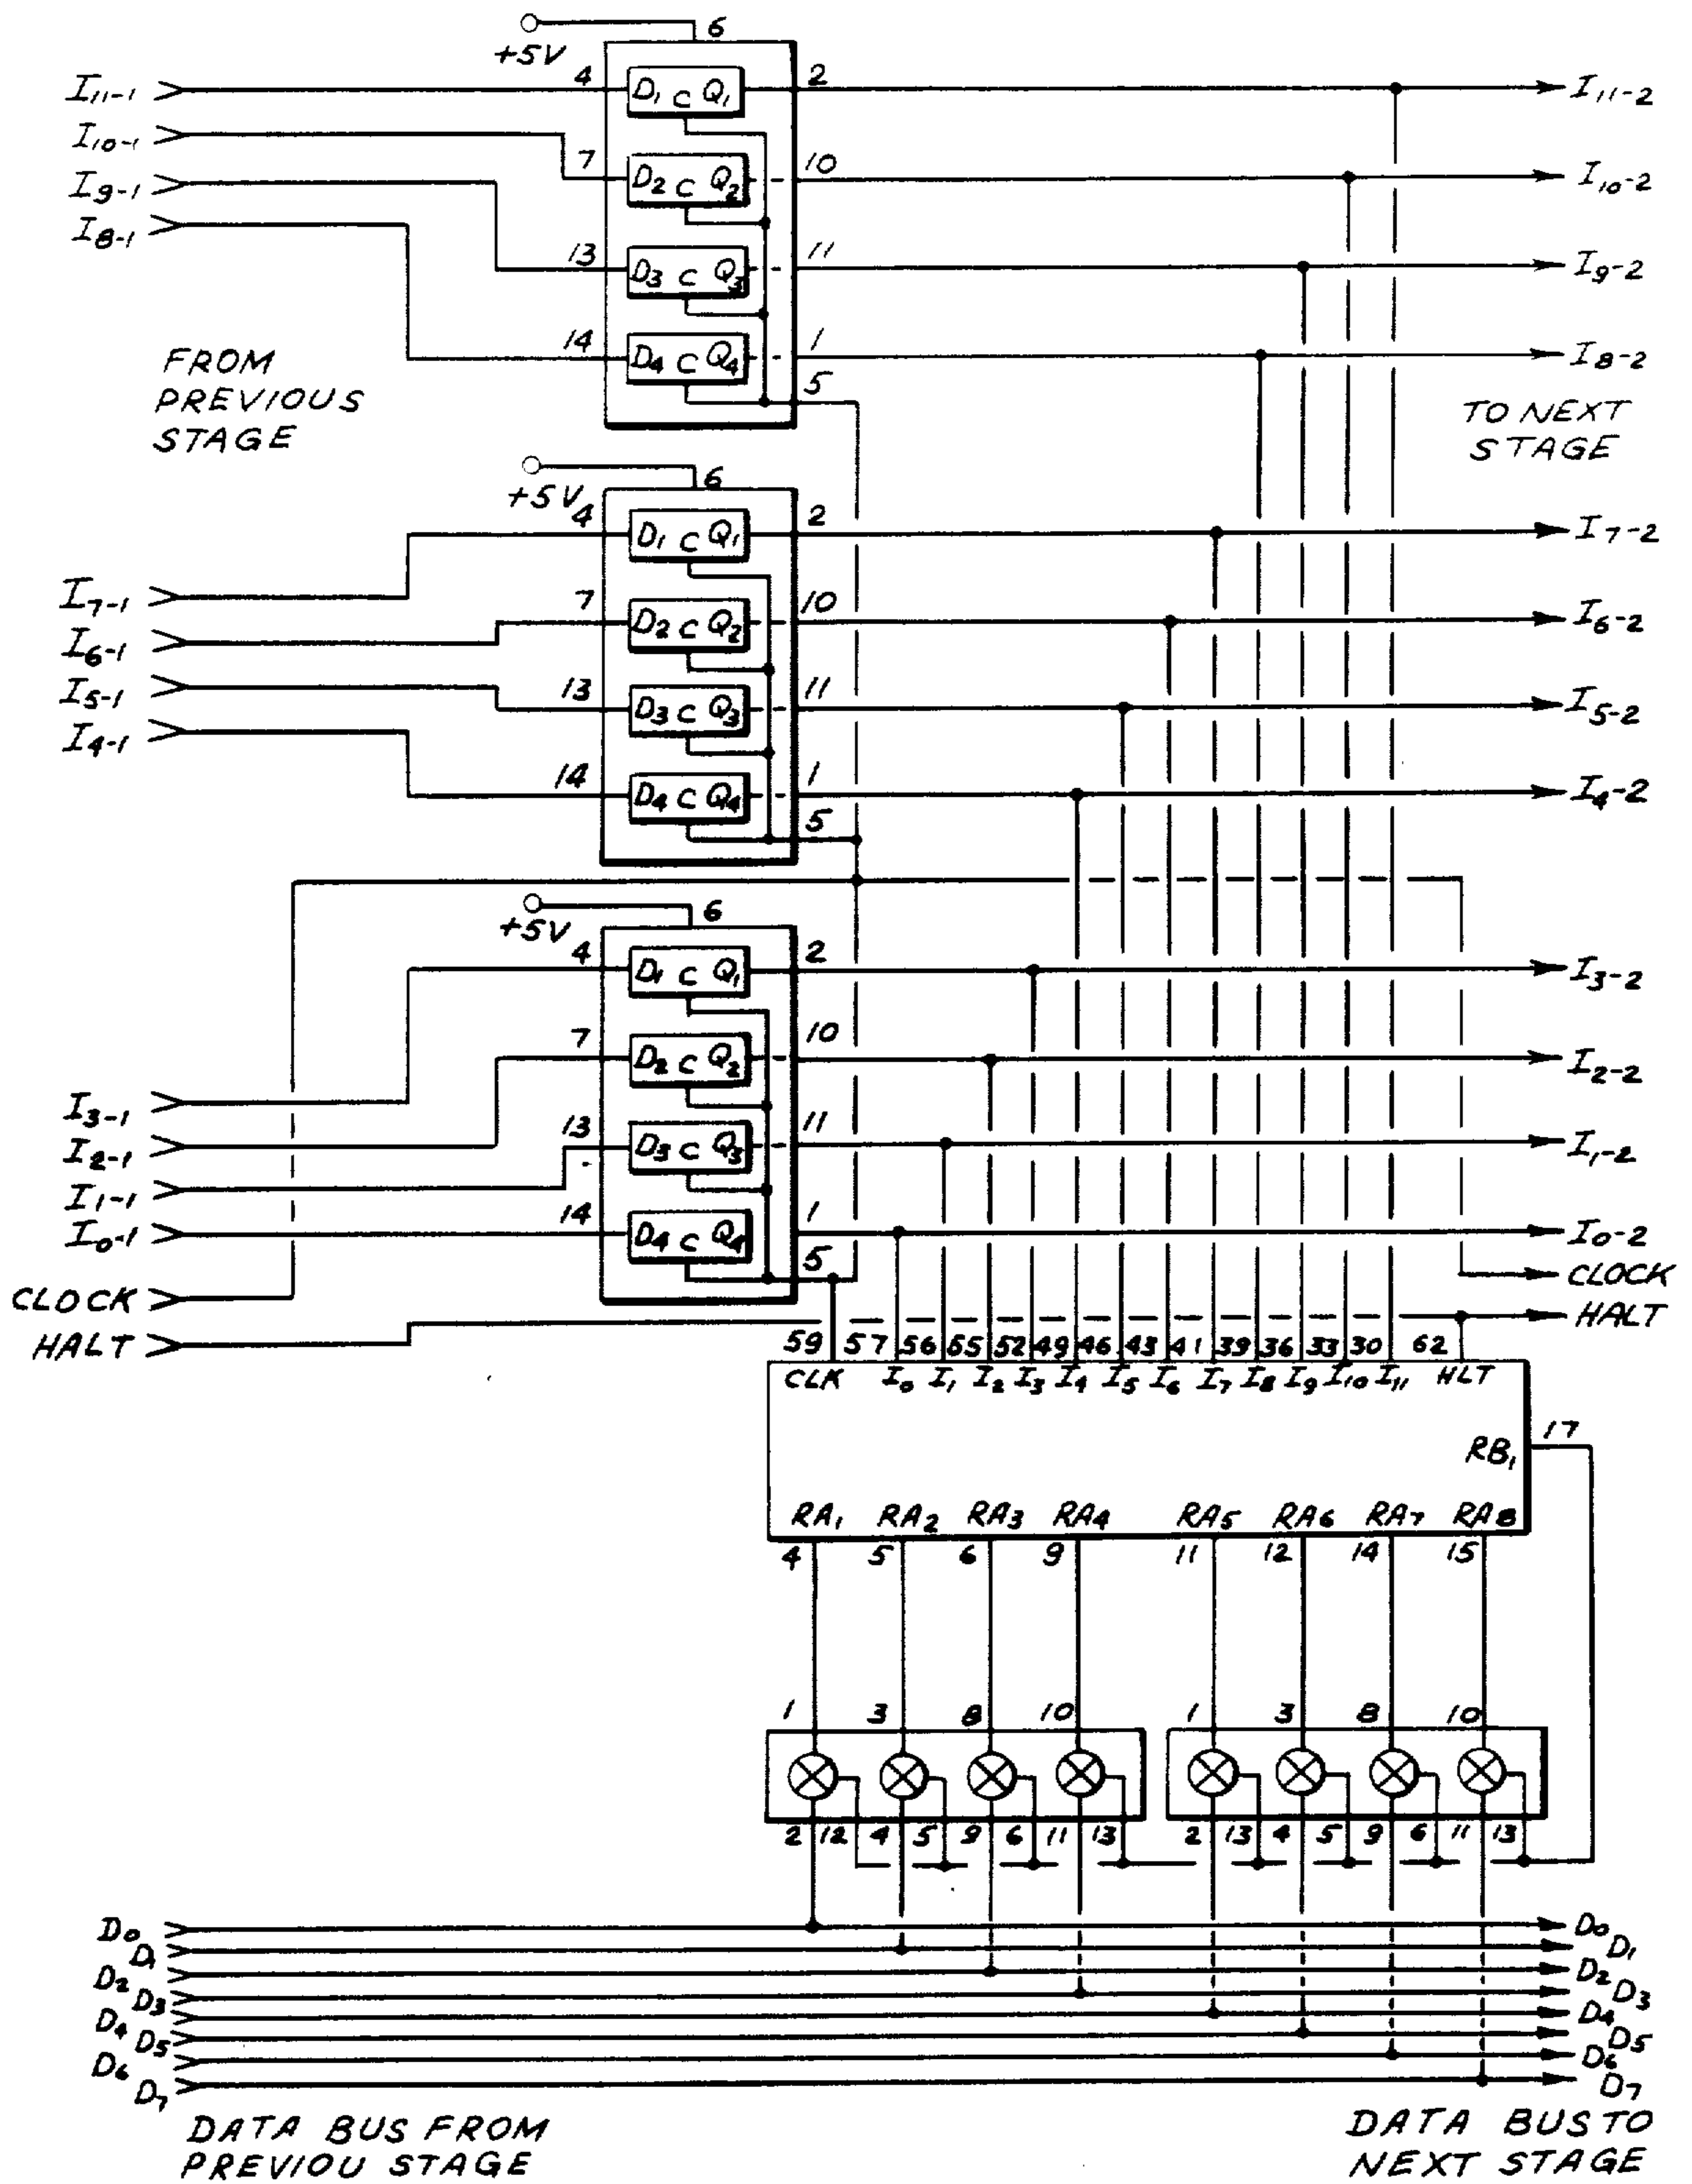 +5V 6
I11-1 4 D1 C Q1 2 I11-2
I10-1 7 D2 C Q2 10 I10-2
I9-1 13 D3 C Q3 11 I9-2
I8-1 14 D4 C Q4 1 I8-2
5
FROM
PREVIOUS
STAGE
TO NEXT
STAGE
+5V 6
I7-1 4 D1 C Q1 2 I7-2
I6-1 7 D2 C Q2 10 I6-2
I5-1 13 D3 C Q3 11 I5-2
I4-1 14 D4 C Q4 1 I4-2
5
+5V 6
I3-1 4 D1 C Q1 2 I3-2
I2-1 7 D2 C Q2 10 I2-2
I1-1 13 D3 C Q3 11 I1-2
I0-1 14 D4 C Q4 1 I0-2
5
CLOCK CLOCK
HALT HALT
59 57 56 55 52 49 46 43 41 39 36 33 30 62
CLK I0 I1 I2 I3 I4 I5 I6 I7 I8 I9 I10 I11 HLT
RB1 17
RA1 RA2 RA3 RA4 RA5 RA6 RA7 RA8
4 5 6 9 11 12 14 15
1 3 8 10 1 3 8 10
2 12 4 5 9 6 11 13 2 13 4 5 9 6 11 13
D0 D0
D1 D1
D2 D2
D3 D3
D4 D4
D5 D5
D6 D6
D7 D7
DATA BUS FROM
PREVIOU STAGE
DATA BUS TO
NEXT STAGE